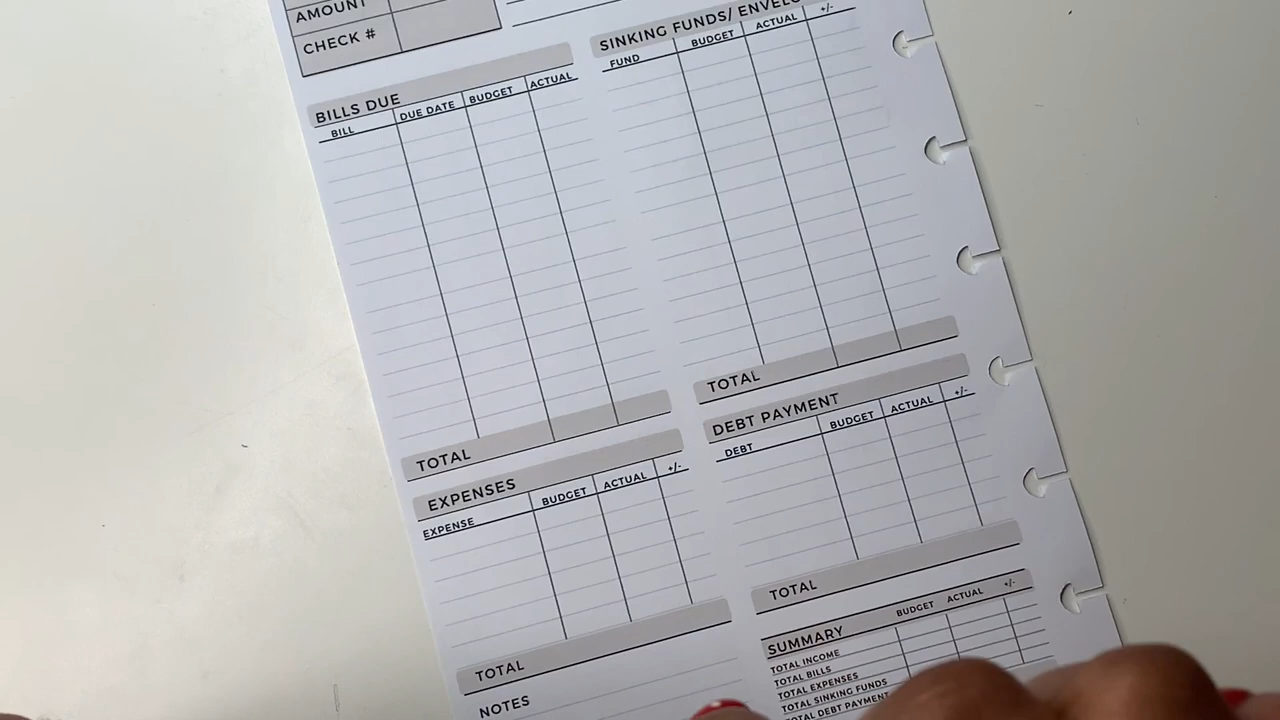 AMOUNT
CHECK #
BILLS DUE
BILL DUE DATE BUDGET ACTUAL
TOTAL
EXPENSES
EXPENSE BUDGET ACTUAL +/-
TOTAL
NOTES
SINKING FUNDS/
FUND BUDGET ACTUAL +/-
TOTAL
DEBT PAYMENT
DEBT BUDGET ACTUAL +/-
TOTAL
SUMMARY BUDGET ACTUAL +/-
TOTAL INCOME
TOTAL BILLS
TOTAL EXPENSES
TOTAL SINKING FUNDS
TOTAL DEBT PAYMENT